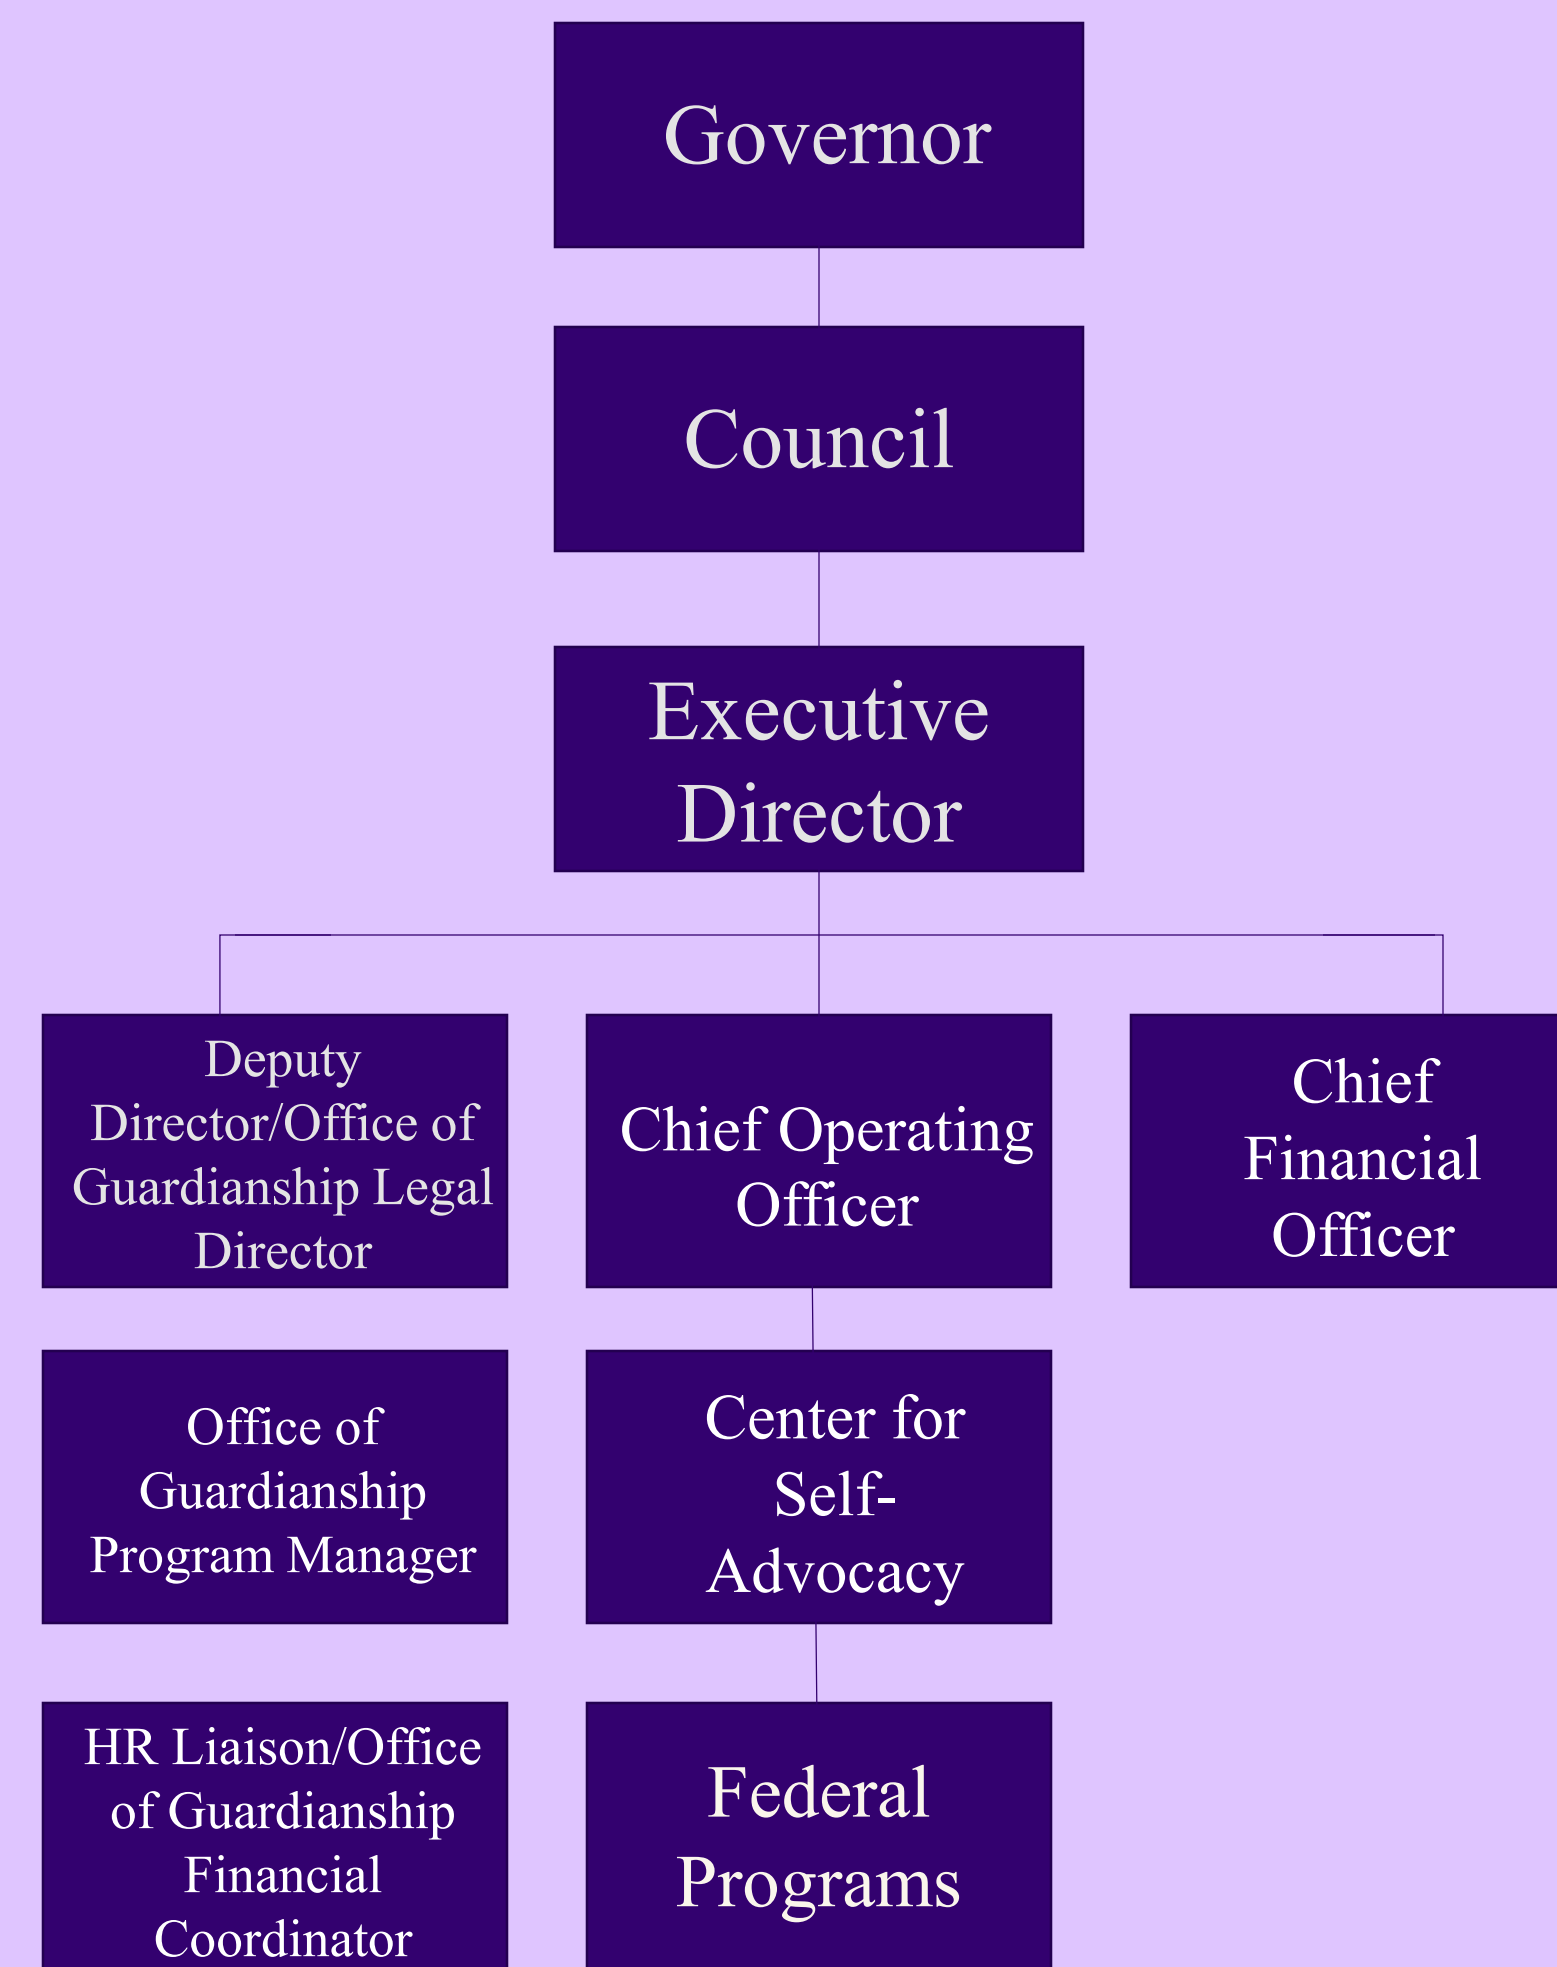 Governor
Council
Executive
Director
Deputy
Director/Office of
Guardianship Legal
Director
Chief Operating
Officer
Chief
Financial
Officer
Office of
Guardianship
Program Manager
Center for
Self-
Advocacy
HR Liaison/Office
of Guardianship
Financial
Coordinator
Federal
Programs